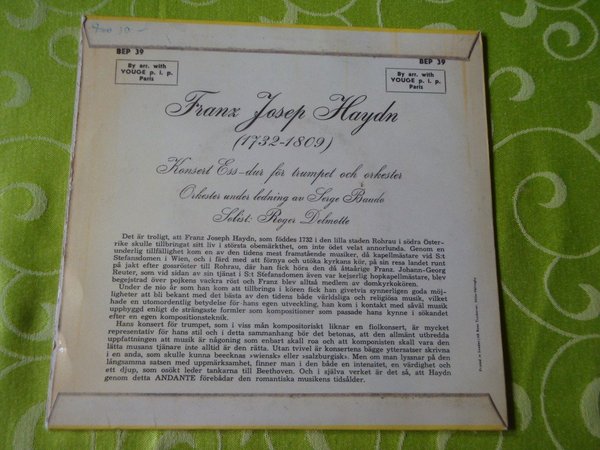 BEP 39
BEP 39
By arr. with
VOUGE p. i. p.
Paris
By arr. with
VOUGE p. i. p.
Paris
Franz Josep Haydn
(1732-1809)
Konsert Ess-dur för trumpet och orkester
Orkester under ledning av Serge Baudo
Solist: Roger Delmotte
Det är troligt, att Franz Joseph Haydn, som föddes 1732 i den lilla staden Rohrau i södra Öster-
rike skulle tillbringat sitt liv i största obemärkthet, om inte ödet velat annorlunda. Genom en
underlig tillfällighet kom en av den tidens mest framstående musiker, då kapellmästare vid S:t
Stefansdomen i Wien, och i färd med att förnya och utöka kyrkans kör, på sin resa landet runt
på jakt efter gossröster till Rohrau, där han fick höra den då åttaårige Franz. Johann-Georg
Reuter, som vid sidan av sin tjänst i S:t Stefansdomen även var kejserlig hopkapellmästare, blev
begejstrad över pojkens vackra röst och Franz blev alltså medlem av domkyrkokören.
Under de nio år som han kom att tillbringa i kören fick han givetvis synnerligen goda möj-
ligheter att bli bekant med det bästa av den tidens både världsliga och religiösa musik, vilket
hade en utomordentlig betydelse för hans egen utveckling, han kom i kontakt med såväl musik
uppbyggd enligt de strängaste formler som kompositioner som passade hans kynne i sökandet
efter en egen kompositionsteknik.
Hans konsert för trumpet, som i viss mån kompositoriskt liknar en fiolkonsert, är mycket
representativ för hans stil och i detta sammanhang bör det betonas, att den allmänt utbredda
uppfattningen att musik är någonting som enbart skall roa och att komponisten skall vara den
lätta musans tjänare inte alltid är den rätta. Utan tvivel är konsertens bägge yttersatser skrivna
i en anda, som skulle kunna beecknas »wiensk» eller »salzburgisk». Men om man lyssnar på den
långsamma satsen med uppmärksamhet, finner man i den både en intensitet, en värdighet och
ett djup, som osökt leder tankarna till Beethoven. Och i själva verket är det så, att Haydn
genom detta ANDANTE förebådar den romantiska musikens tidsålder.